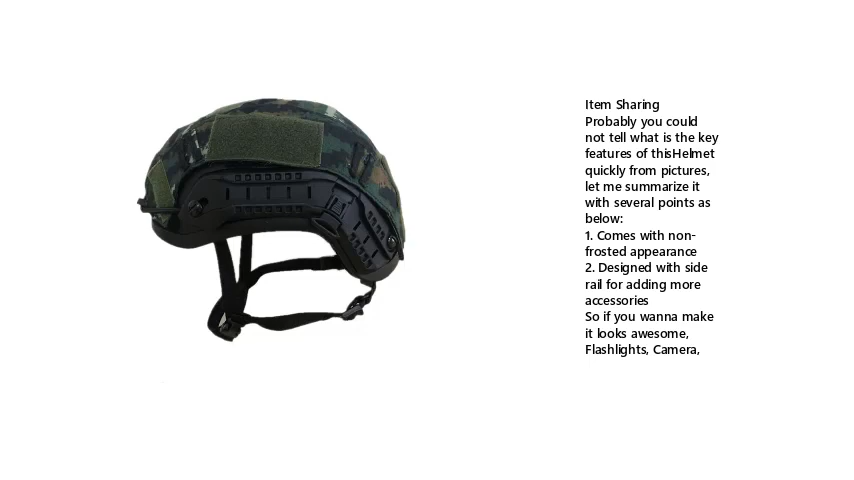 Item Sharing
Probably you could
not tell what is the key
features of thisHelmet
quickly from pictures,
let me summarize it
with several points as
below:
1. Comes with non-
frosted appearance
2. Designed with side
rail for adding more
accessories
So if you wanna make
it looks awesome,
Flashlights, Camera,